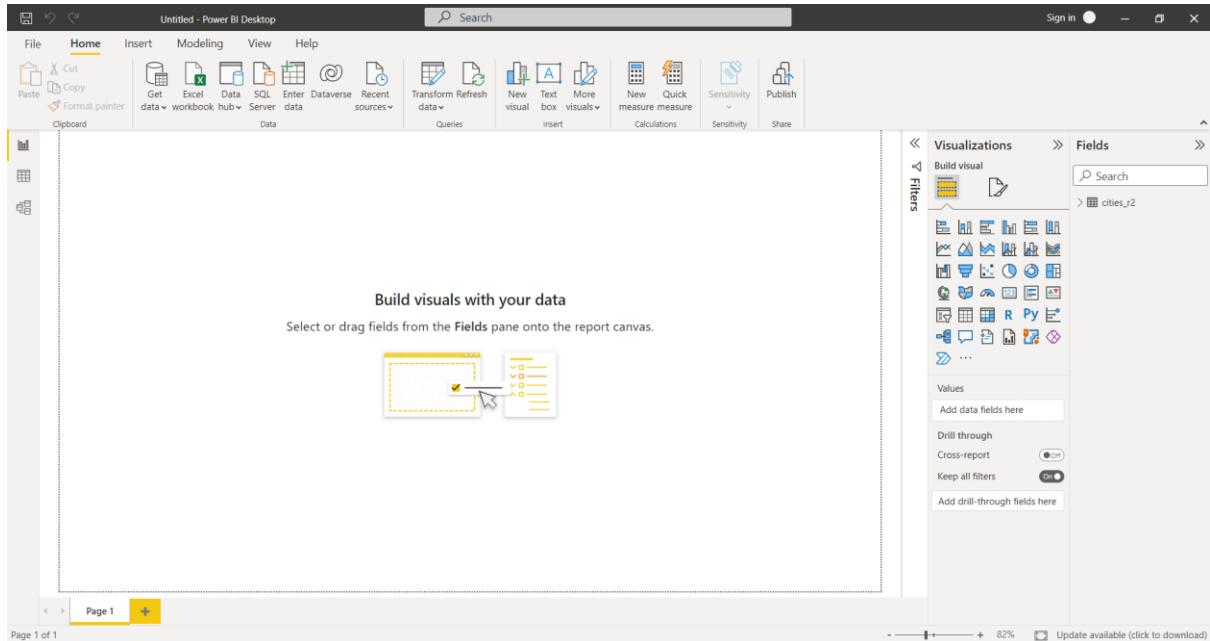 Untitled - Power BI Desktop
Search
Sign in
File Home Insert Modeling View Help
Paste
Cut
Copy
Format painter
Clipboard
Get data
Excel workbook
Data hub
SQL Server
Enter data
Dataverse
Recent sources
Data
Transform data
Refresh
Queries
New visual
Text box
More visuals
Insert
New measure
Quick measure
Calculations
Sensitivity
Sensitivity
Publish
Share
Filters
Visualizations
Build visual
R Py
123
Values
Add data fields here
Drill through
Cross-report Off
Keep all filters On
Add drill-through fields here
Fields
Search
cities_r2
Build visuals with your data
Select or drag fields from the Fields pane onto the report canvas.
Page 1
Page 1 of 1
82%
Update available (click to download)